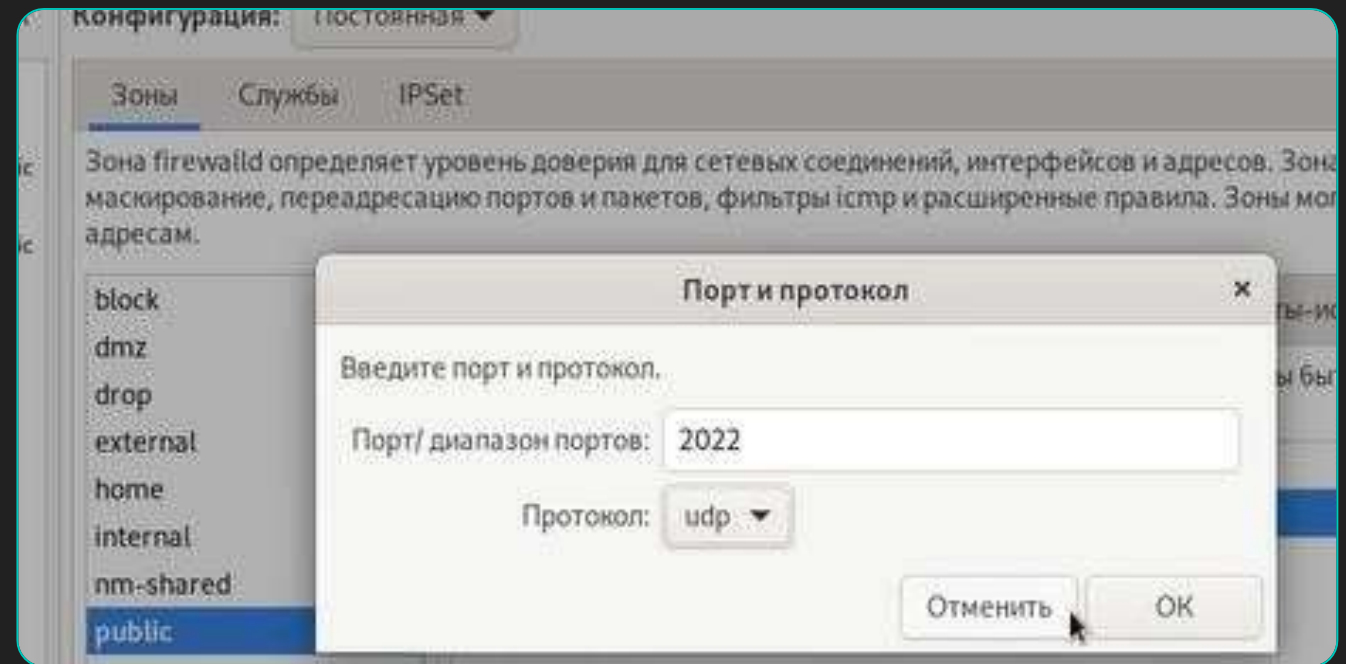 Конфигурация: Постоянная
Зоны Службы IPSet
Зона firewalld определяет уровень доверия для сетевых соединений, интерфейсов и адресов. Зона
маскирование, переадресацию портов и пакетов, фильтры icmp и расширенные правила. Зоны мог
адресам.
block
dmz
drop
external
home
internal
nm-shared
public
Порт и протокол
Введите порт и протокол.
Порт/ диапазон портов: 2022
Протокол: udp
Отменить OK